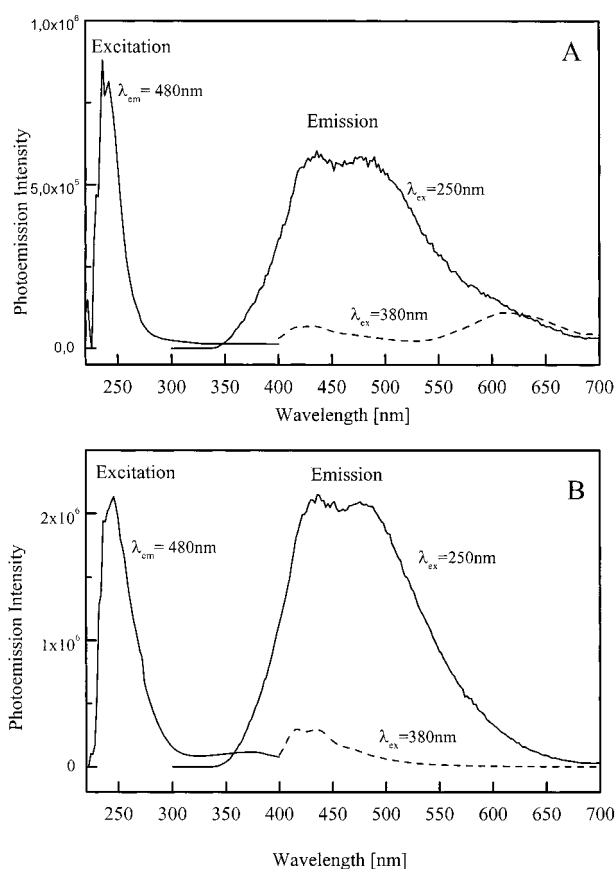 1,0x10⁶
Excitation
A
λem = 480nm
Emission
Photoemission Intensity
5,0x10⁵
λex=250nm
λex=380nm
0,0
250 300 350 400 450 500 550 600 650 700
Wavelength [nm]
Excitation
Emission
B
2x10⁶
λem = 480nm
λex=250nm
Photoemission Intensity
1x10⁶
λex=380nm
0
250 300 350 400 450 500 550 600 650 700
Wavelength [nm]